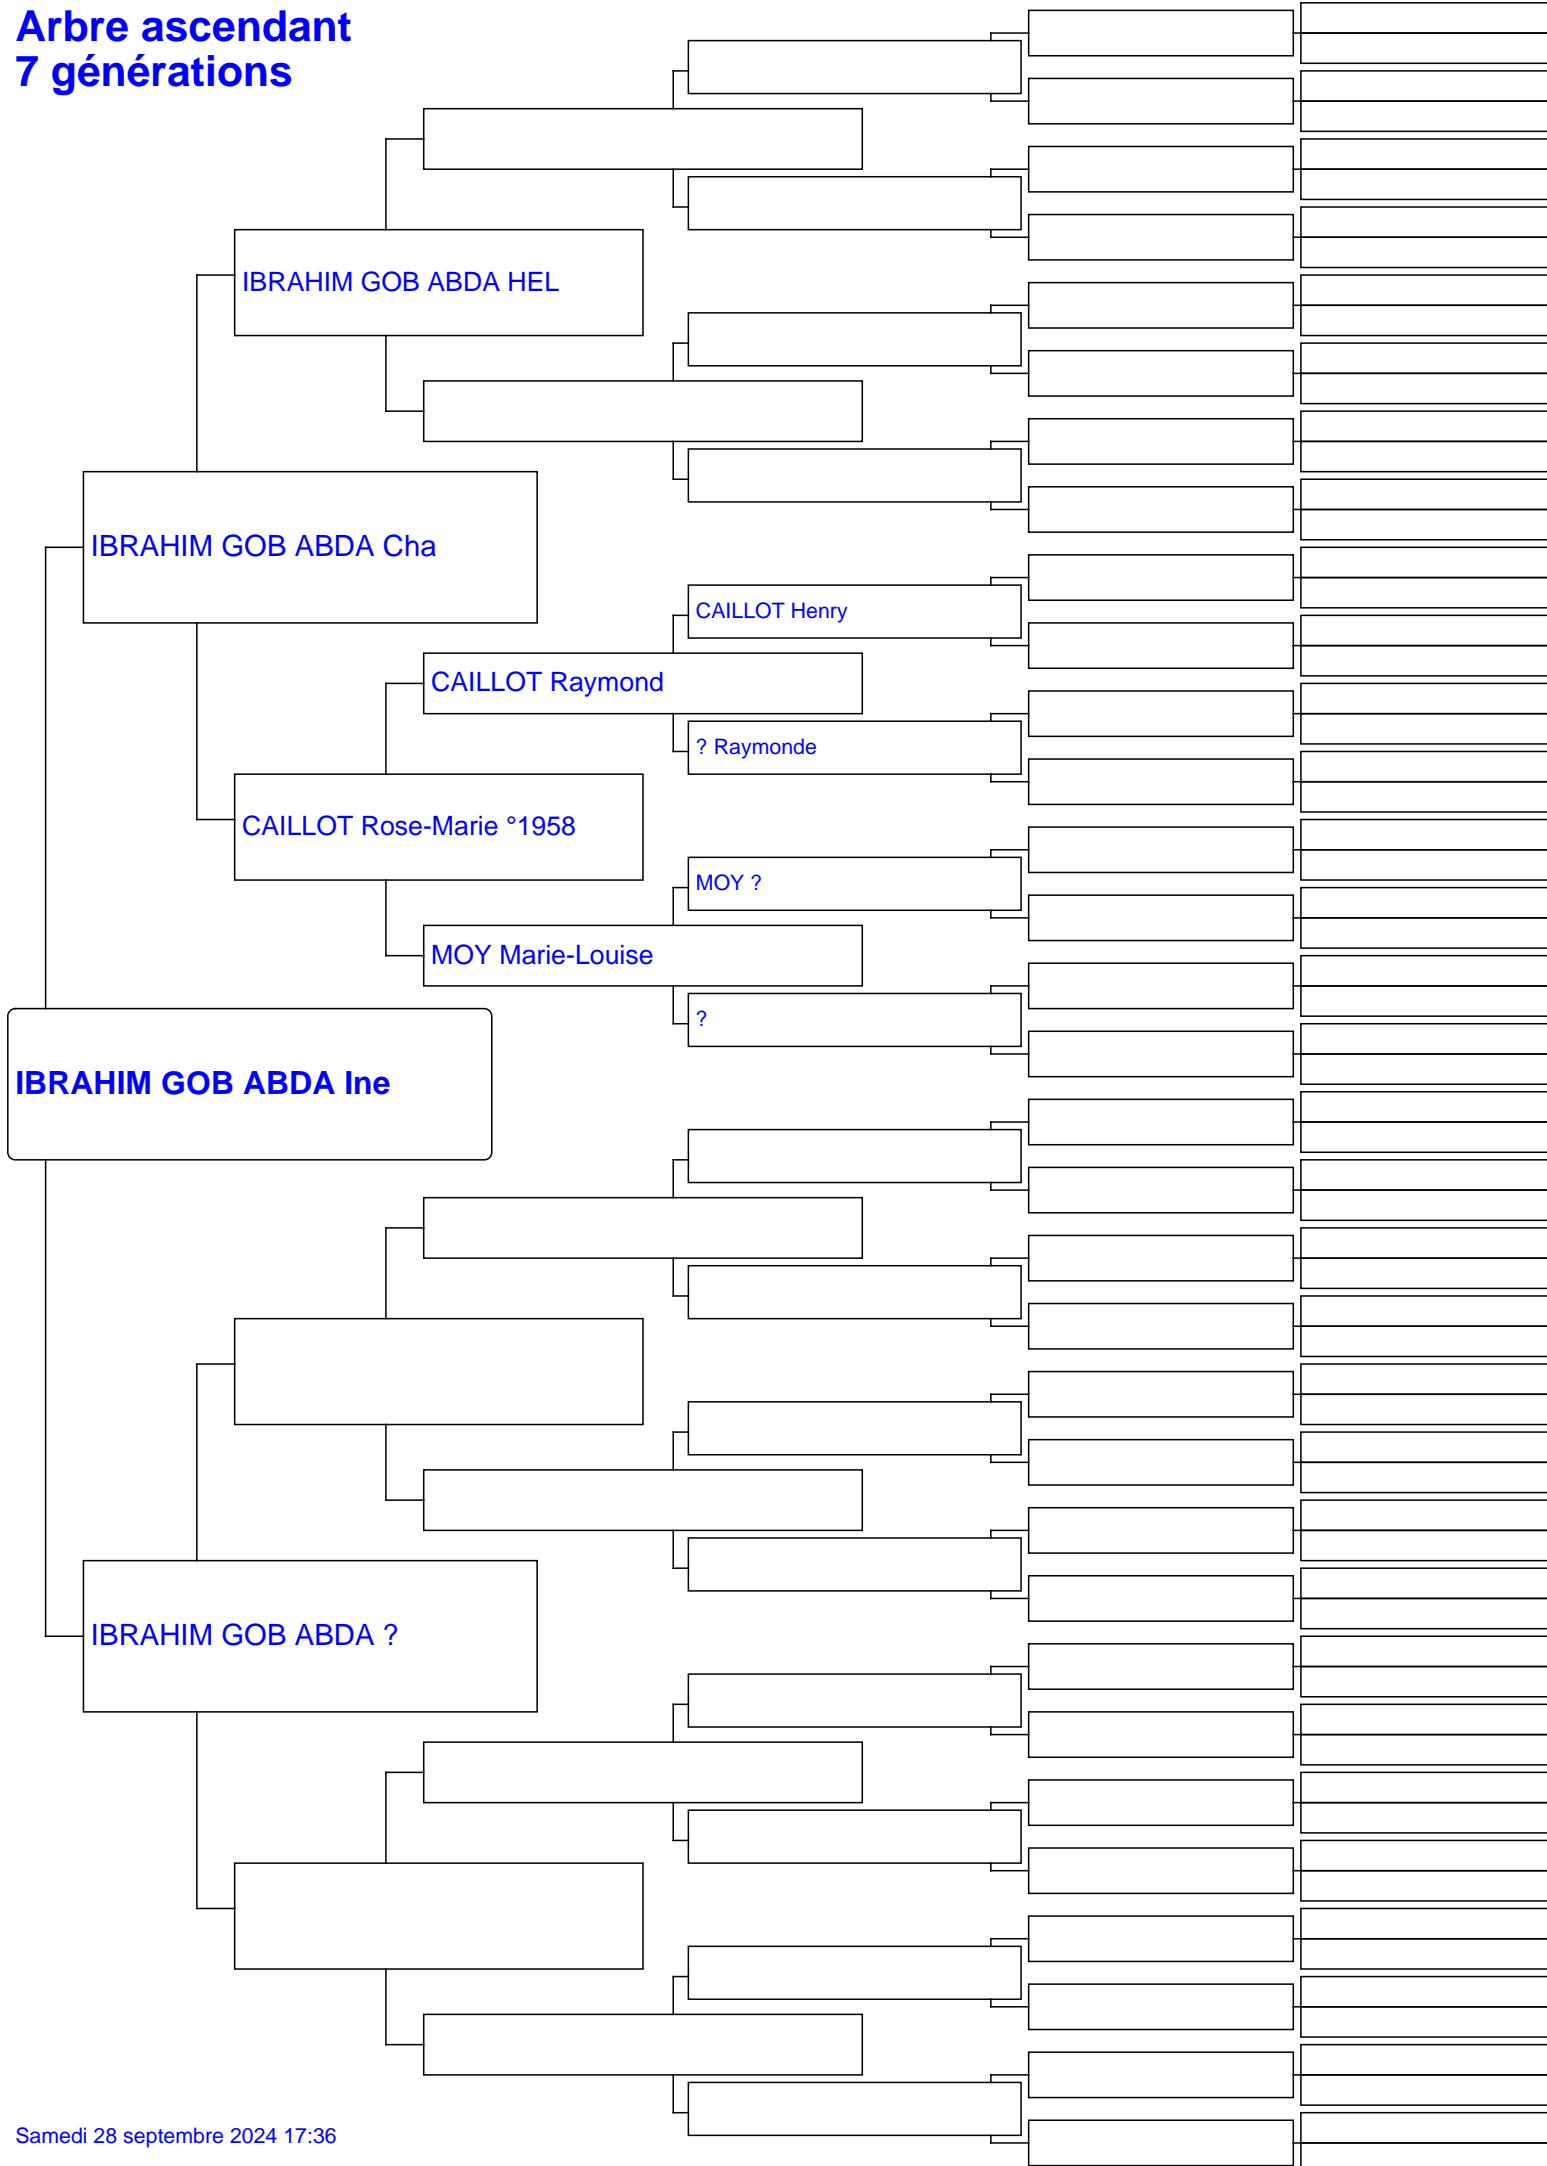 Arbre ascendant
7 générations
IBRAHIM GOB ABDA HEL
IBRAHIM GOB ABDA Cha
CAILLOT Henry
CAILLOT Raymond
? Raymonde
CAILLOT Rose-Marie °1958
MOY ?
MOY Marie-Louise
?
IBRAHIM GOB ABDA Ine
IBRAHIM GOB ABDA ?
Samedi 28 septembre 2024 17:36